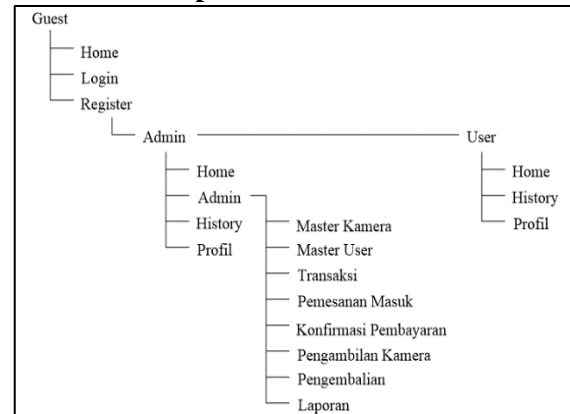 Guest
Home
Login
Register
Admin
User
Home
Admin
History
Profil
Home
History
Profil
Master Kamera
Master User
Transaksi
Pemesanan Masuk
Konfirmasi Pembayaran
Pengambilan Kamera
Pengembalian
Laporan